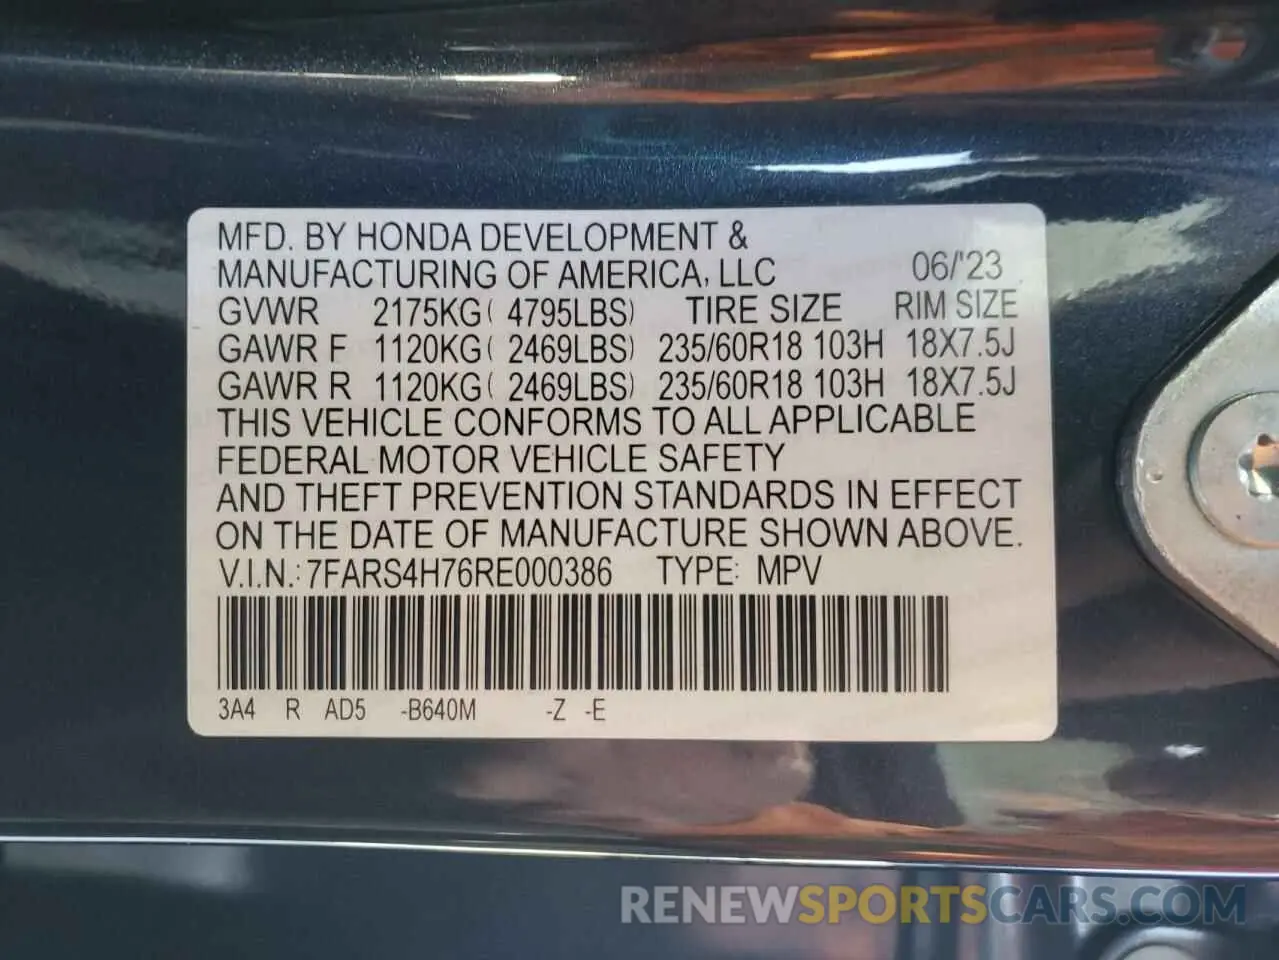 MFD. BY HONDA DEVELOPMENT &
MANUFACTURING OF AMERICA, LLC 06/'23
GVWR 2175KG( 4795LBS) TIRE SIZE RIM SIZE
GAWR F 1120KG( 2469LBS) 235/60R18 103H 18X7.5J
GAWR R 1120KG( 2469LBS) 235/60R18 103H 18X7.5J
THIS VEHICLE CONFORMS TO ALL APPLICABLE
FEDERAL MOTOR VEHICLE SAFETY
AND THEFT PREVENTION STANDARDS IN EFFECT
ON THE DATE OF MANUFACTURE SHOWN ABOVE.
V.I.N.: 7FARS4H76RE000386 TYPE: MPV
3A4 R AD5 -B640M -Z -E
RENEWSPORTSCARS.COM